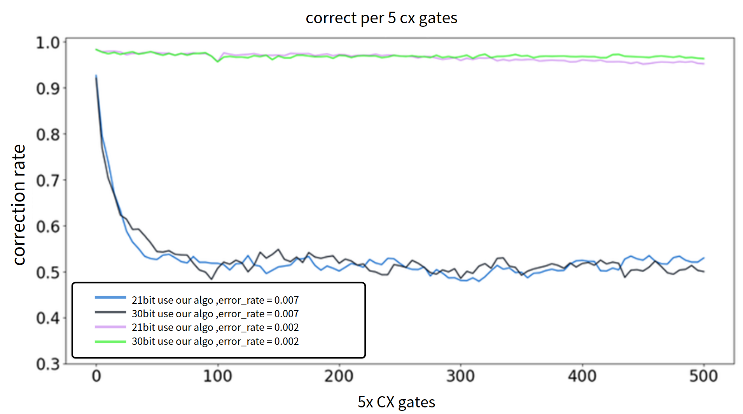 correct per 5 cx gates
correction rate
1.0
0.9
0.8
0.7
0.6
0.5
0.4
0.3
21bit use our algo ,error_rate = 0.007
30bit use our algo ,error_rate = 0.007
21bit use our algo ,error_rate = 0.002
30bit use our algo ,error_rate = 0.002
0 100 200 300 400 500
5x CX gates